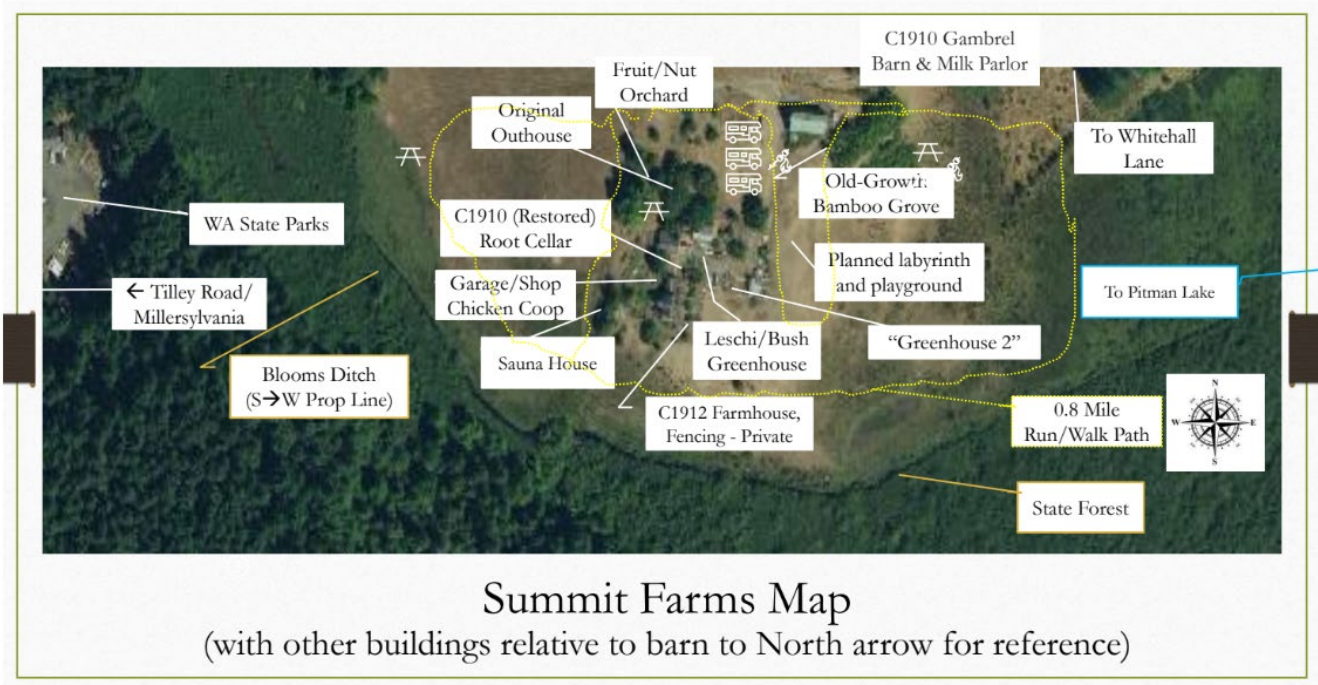 C1910 Gambrel
Barn & Milk Parlor
Fruit/Nut
Orchard
Original
Outhouse
To Whitehall
Lane
Old-Growth
Bamboo Grove
WA State Parks
C1910 (Restored)
Root Cellar
Planned labyrinth
and playground
← Tilley Road/
Millersylvania
Garage/Shop
Chicken Coop
To Pitman Lake
Sauna House
Leschi/Bush
Greenhouse
“Greenhouse 2”
Blooms Ditch
(S→W Prop Line)
C1912 Farmhouse,
Fencing - Private
0.8 Mile
Run/Walk Path
N
W
E
S
State Forest
Summit Farms Map
(with other buildings relative to barn to North arrow for reference)